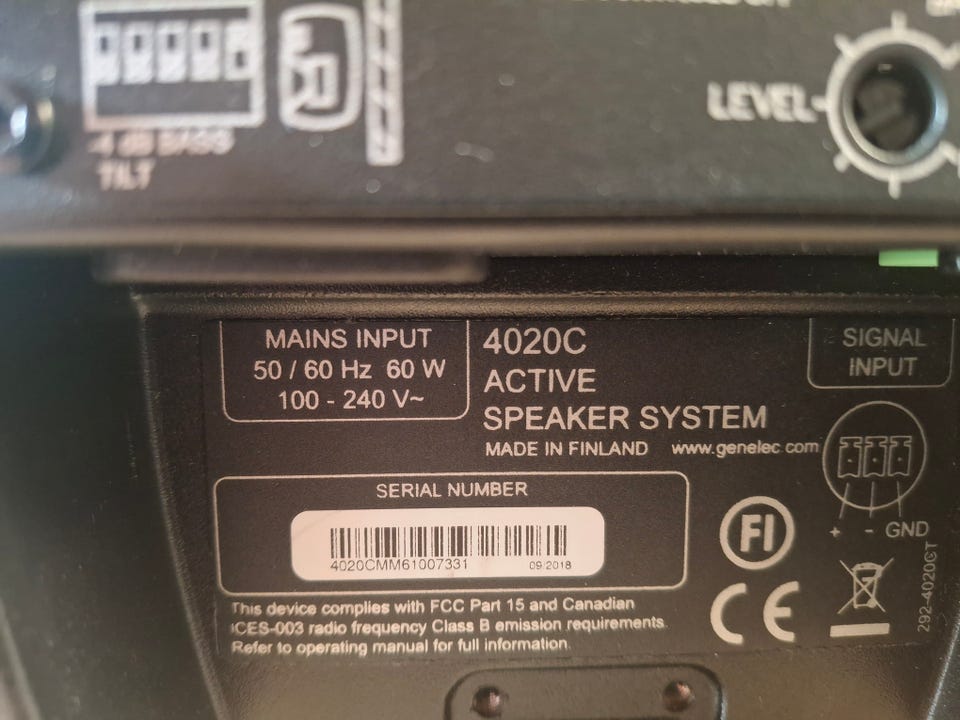 -4 dB BASS
TILT
LEVEL
MAINS INPUT
50 / 60 Hz 60 W
100 - 240 V~
4020C
ACTIVE
SPEAKER SYSTEM
MADE IN FINLAND www.genelec.com
SIGNAL
INPUT
+ - GND
SERIAL NUMBER
4020CMM61007331 09/2018
FI
CE
292-4020CT
This device complies with FCC Part 15 and Canadian
ICES-003 radio frequency Class B emission requirements.
Refer to operating manual for full information.